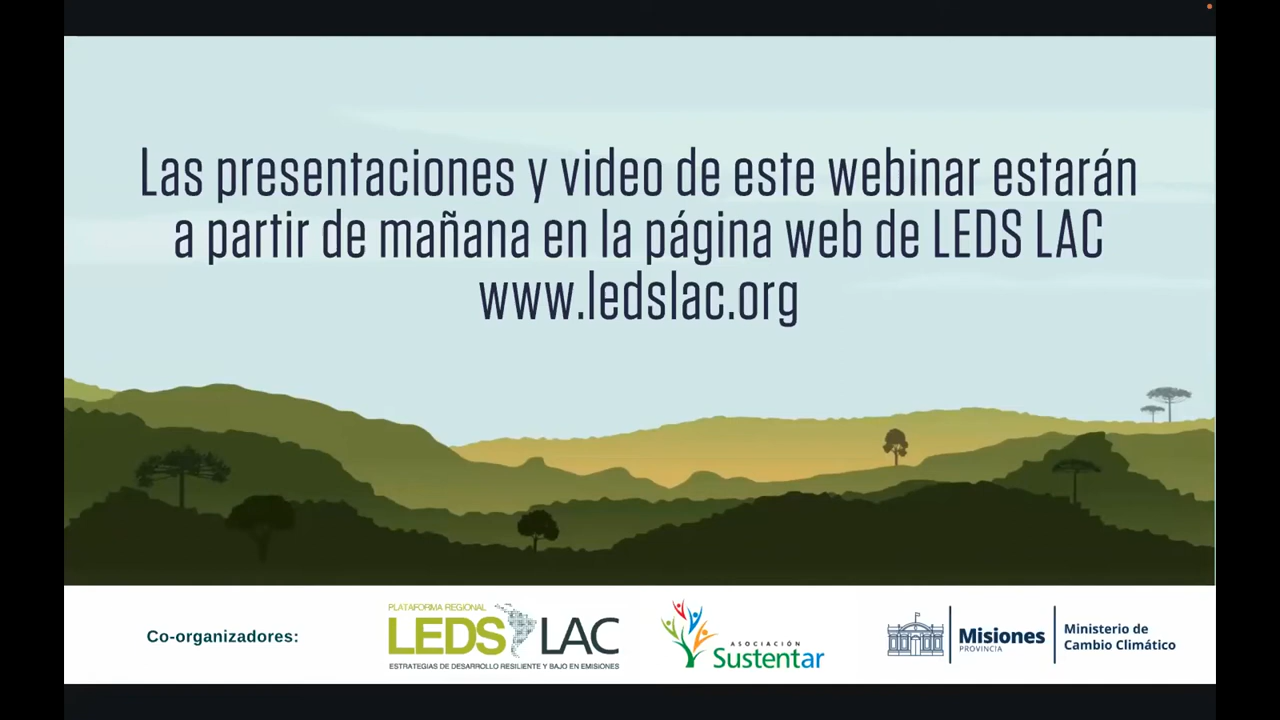 Las presentaciones y video de este webinar estarán
a partir de mañana en la página web de LEDS LAC
www.ledslac.org
Co-organizadores:
PLATAFORMA REGIONAL
LEDS LAC
ESTRATEGIAS DE DESARROLLO RESILIENTE Y BAJO EN EMISIONES
ASOCIACIÓN
Sustentar
Misiones
PROVINCIA
Ministerio de
Cambio Climático